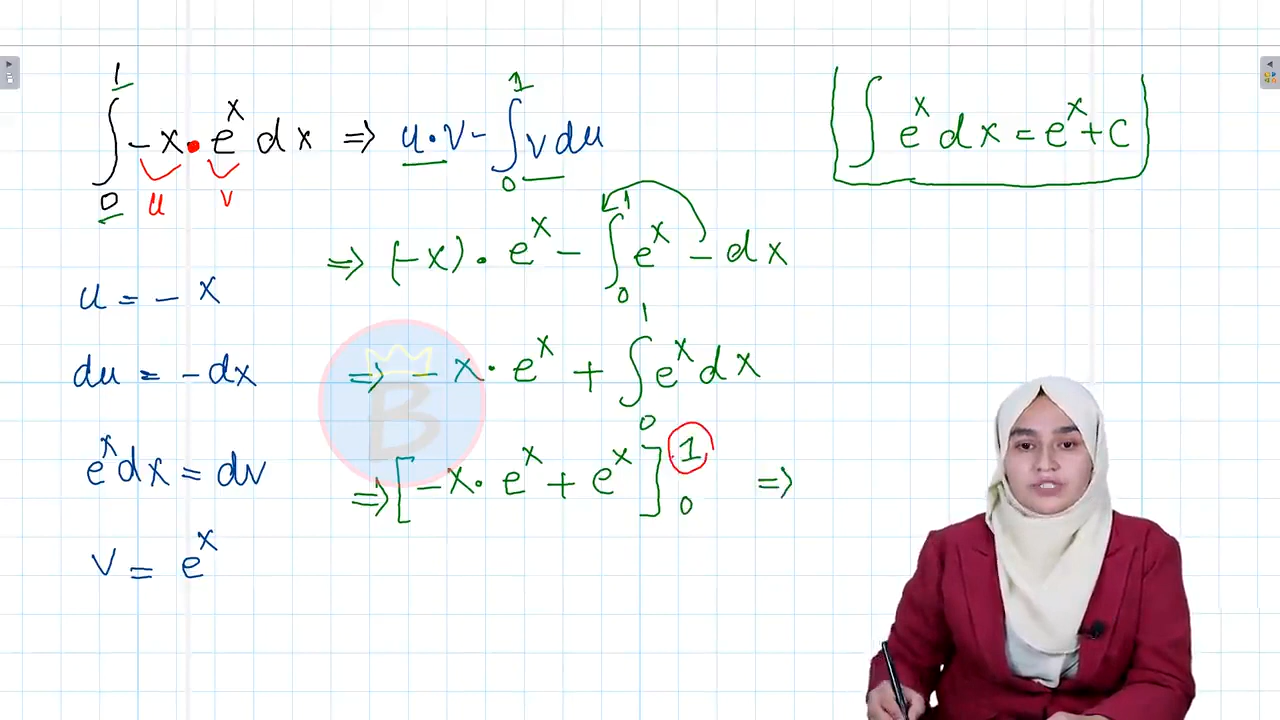 ∫₀¹ -x • eˣ dx ⇒ u·v - ∫₀¹ v du
u v
∫ eˣ dx = eˣ + C
⇒ (-x) · eˣ - ∫₀¹ eˣ - dx
u = - x
⇒ - x · eˣ + ∫₀¹ eˣ dx
du = - dx
⇒ [-x · eˣ + eˣ]₀¹ ⇒
eˣ dx = dv
v = eˣ
B